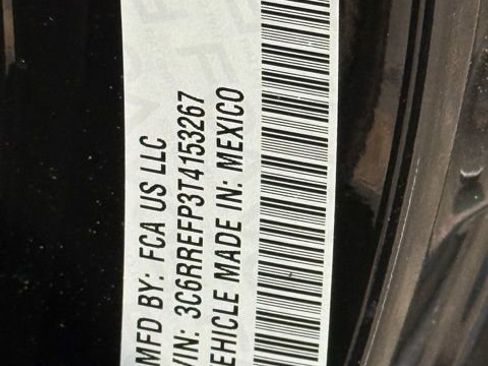 MFD BY: FCA US LLC
VIN: 3C6RREFP3T4153267
VEHICLE MADE IN: MEXICO